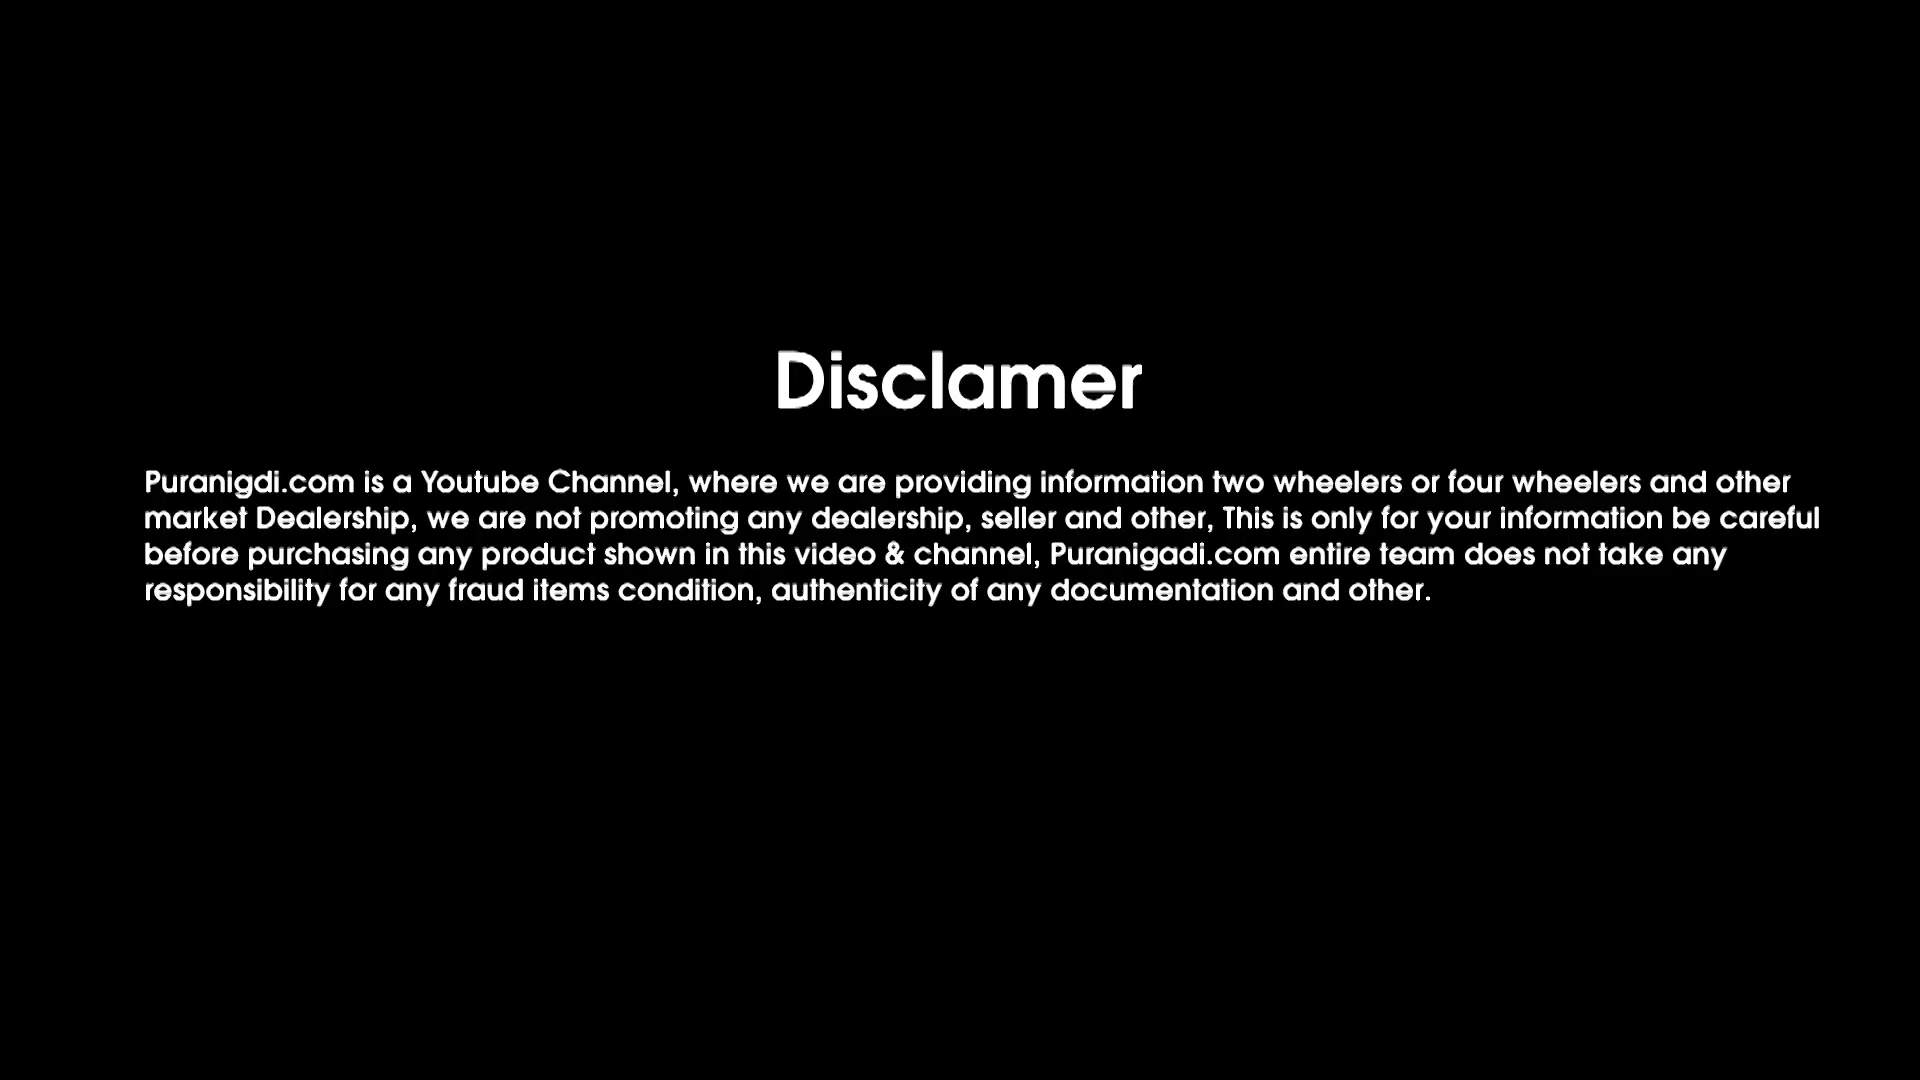 Disclamer
Puranigdi.com is a Youtube Channel, where we are providing information two wheelers or four wheelers and other
market Dealership, we are not promoting any dealership, seller and other, This is only for your information be careful
before purchasing any product shown in this video & channel, Puranigadi.com entire team does not take any
responsibility for any fraud items condition, authenticity of any documentation and other.